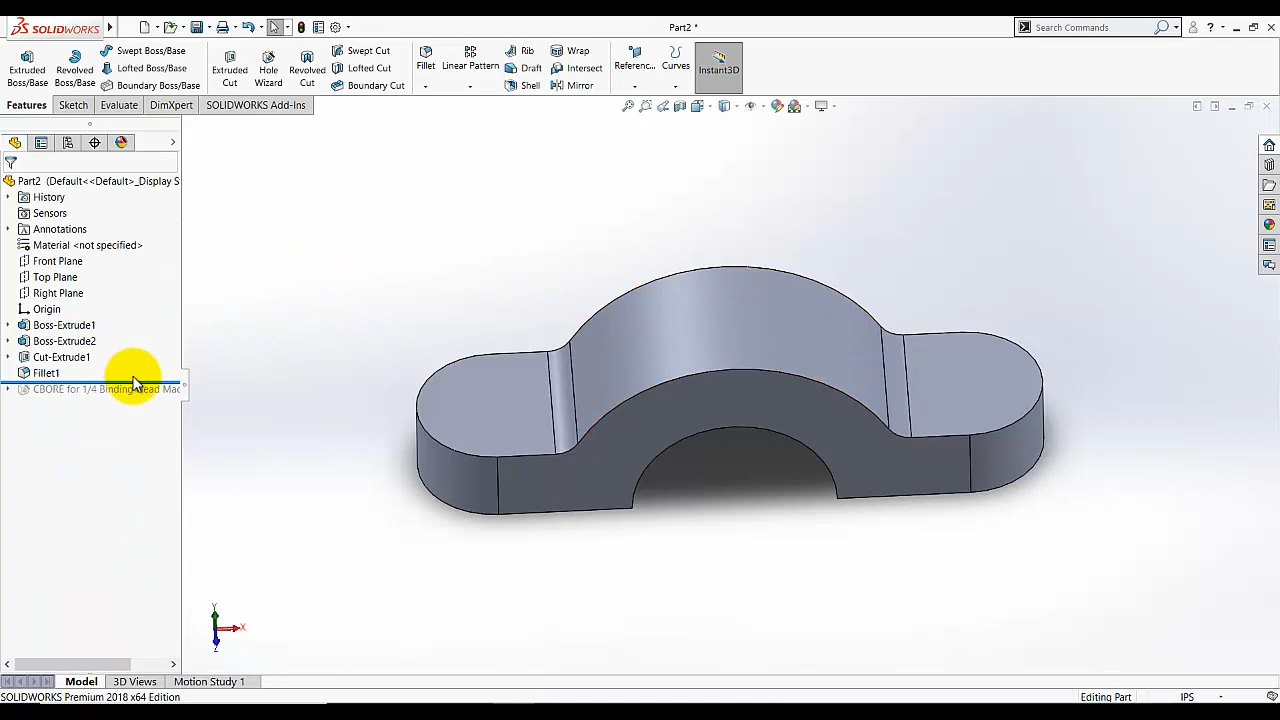 SOLIDWORKS
Part2 *
Search Commands
?
Extruded Boss/Base
Revolved Boss/Base
Swept Boss/Base
Lofted Boss/Base
Boundary Boss/Base
Extruded Cut
Hole Wizard
Revolved Cut
Swept Cut
Lofted Cut
Boundary Cut
Fillet
Linear Pattern
Rib
Draft
Shell
Wrap
Intersect
Mirror
Referenc...
Curves
Instant3D
Features
Sketch
Evaluate
DimXpert
SOLIDWORKS Add-Ins
Part2 (Default<<Default>_Display S
History
Sensors
Annotations
Material <not specified>
Front Plane
Top Plane
Right Plane
Origin
Boss-Extrude1
Boss-Extrude2
Cut-Extrude1
Fillet1
CBORE for 1/4 Binding Head Mac
Y
X
Z
Model
3D Views
Motion Study 1
SOLIDWORKS Premium 2018 x64 Edition
Editing Part
IPS